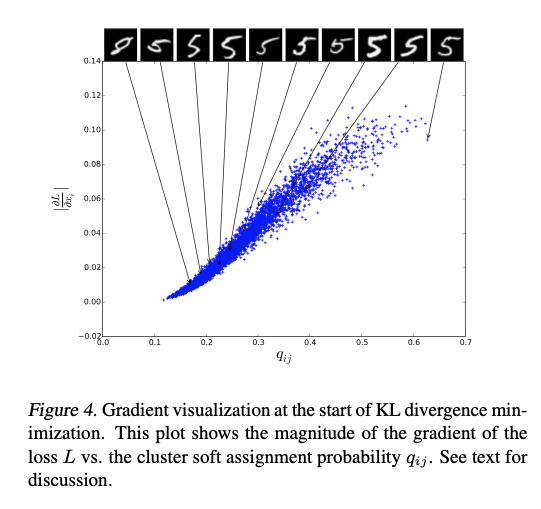 0.14
0.12
0.10
0.08
0.06
0.04
0.02
0.00
−0.02
|∂L/∂x_i|
0.0 0.1 0.2 0.3 0.4 0.5 0.6 0.7
q_ij
Figure 4. Gradient visualization at the start of KL divergence min-
imization. This plot shows the magnitude of the gradient of the
loss L vs. the cluster soft assignment probability q_ij. See text for
discussion.